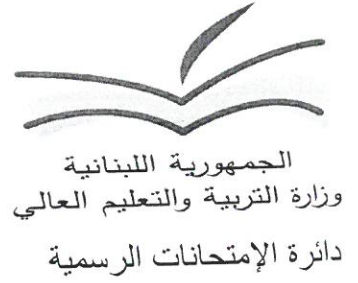 الجمهورية اللبنانية
وزارة التربية والتعليم العالي
دائرة الإمتحانات الرسمية